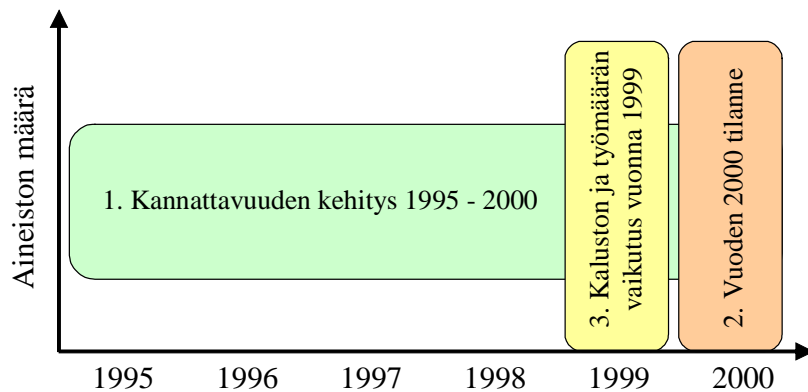 Aineiston määrä
1. Kannattavuuden kehitys 1995 - 2000
3. Kaluston ja työmäärän
vaikutus vuonna 1999
2. Vuoden 2000 tilanne
1995 1996 1997 1998 1999 2000